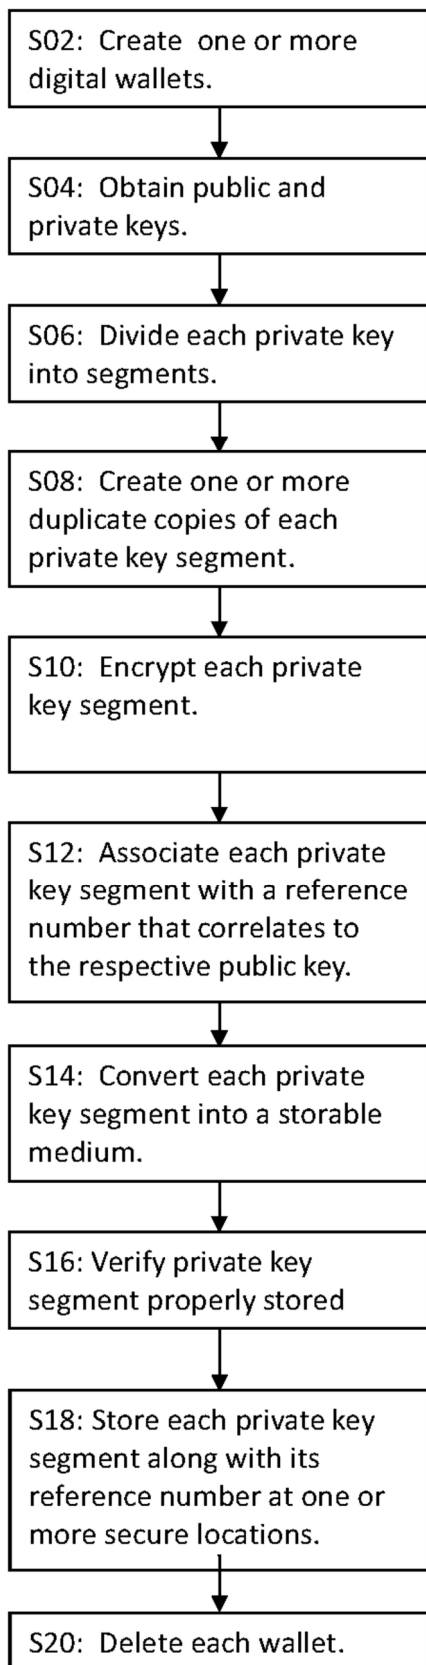 S02:  Create  one or more
digital wallets.
S04:  Obtain public and
private keys.
S06:  Divide each private key
into segments.
S08:  Create one or more
duplicate copies of each
private key segment.
S10:  Encrypt each private
key segment.
S12:  Associate each private
key segment with a reference
number that correlates to
the respective public key.
S14:  Convert each private
key segment into a storable
medium.
S16: Verify private key
segment properly stored
S18: Store each private key
segment along with its
reference number at one or
more secure locations.
S20:  Delete each wallet.